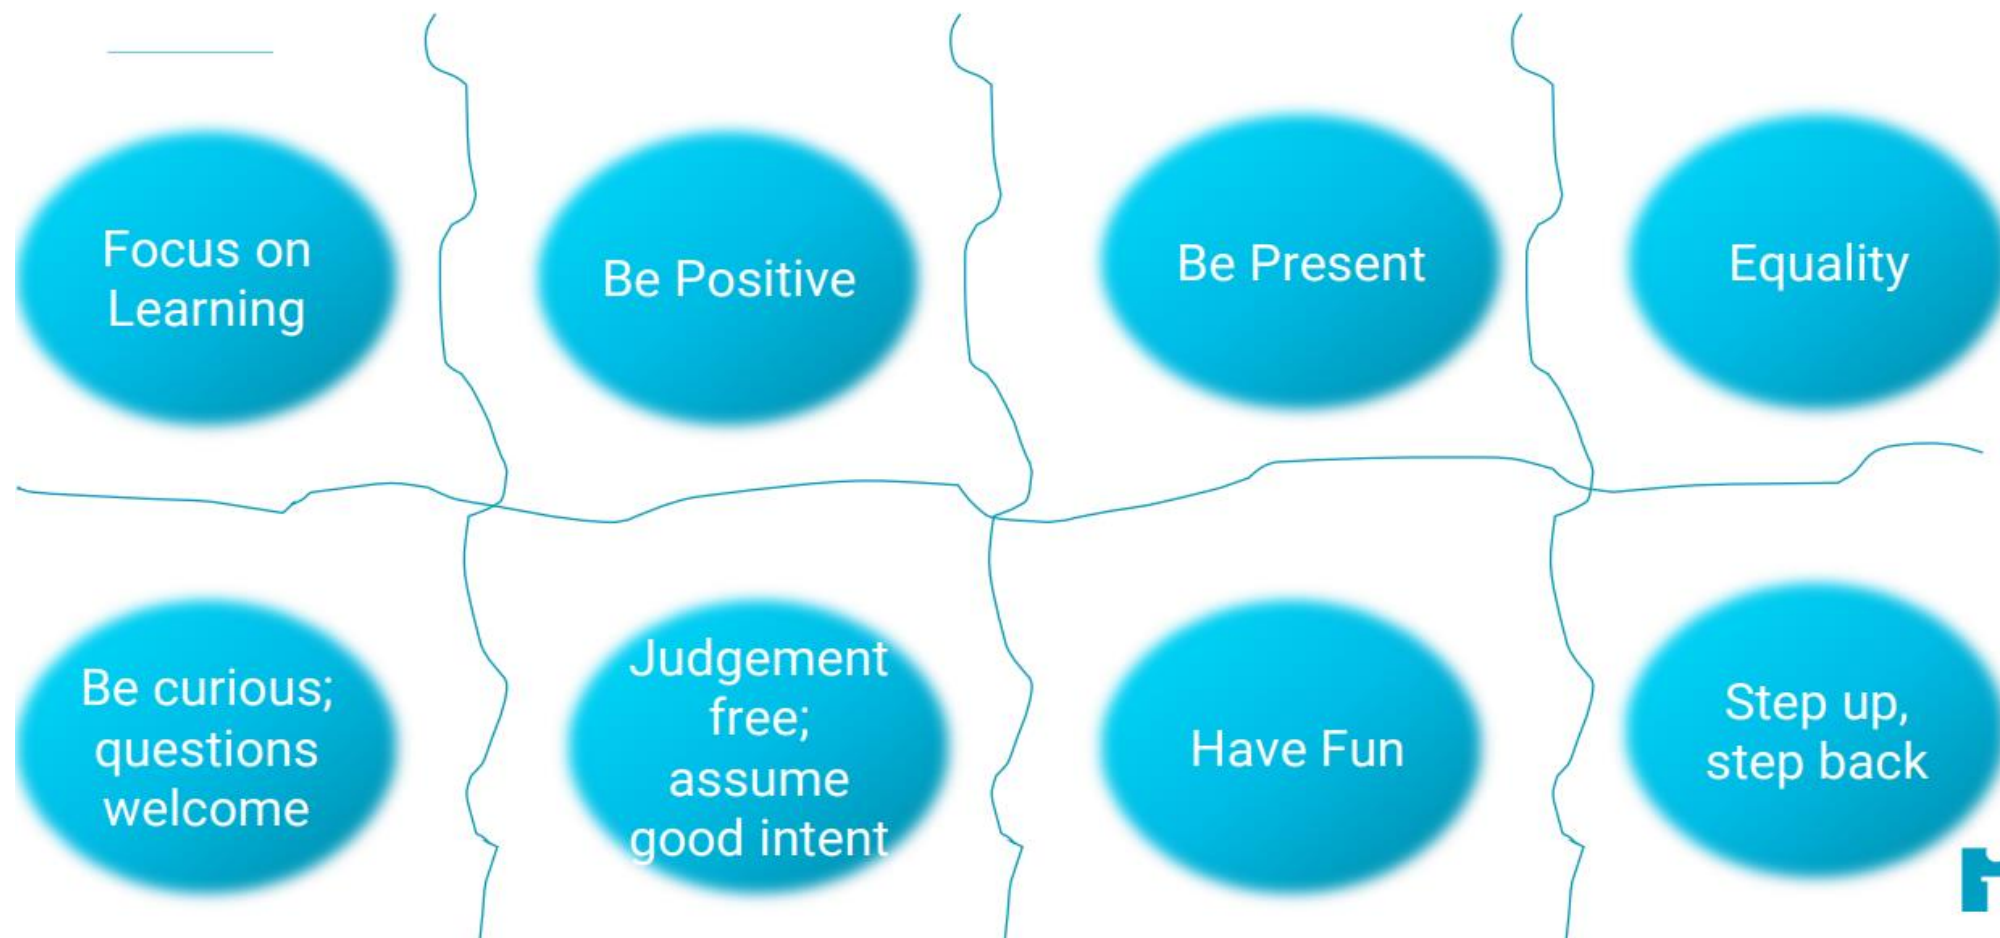 Focus on
Learning
Be Positive
Be Present
Equality
Be curious;
questions
welcome
Judgement
free;
assume
good intent
Have Fun
Step up,
step back